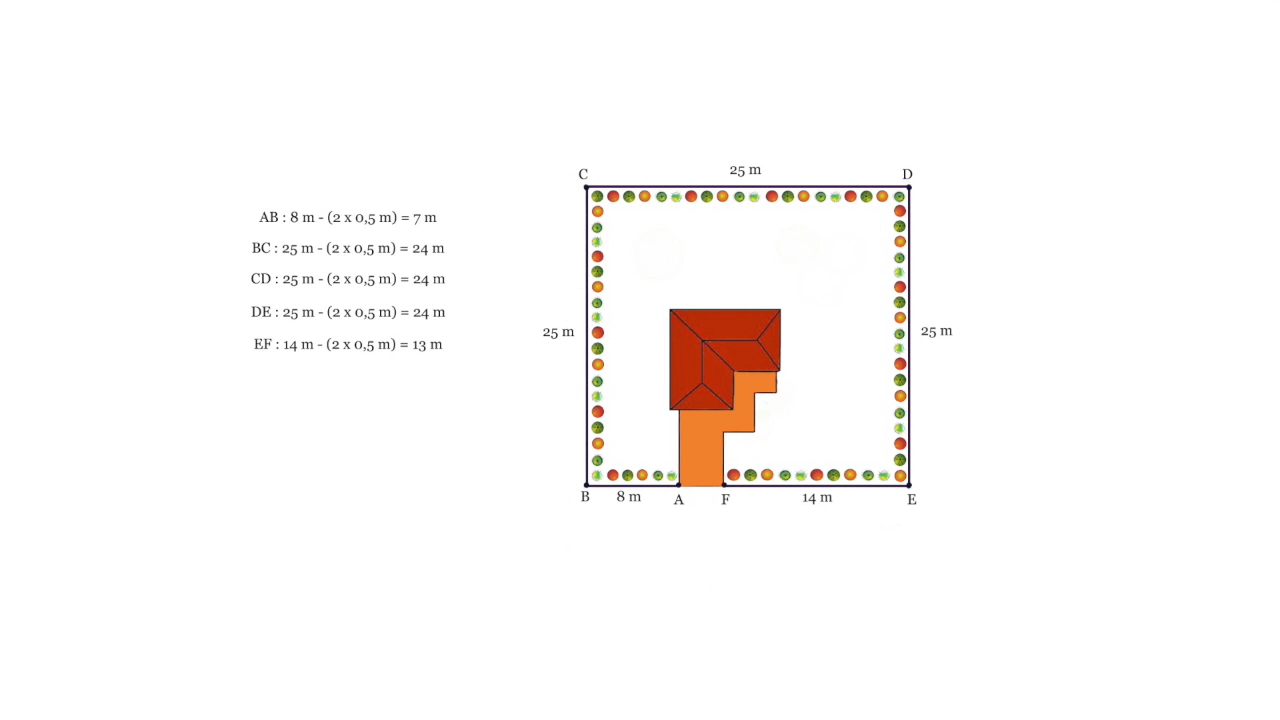 AB : 8 m - (2 x 0,5 m) = 7 m
BC : 25 m - (2 x 0,5 m) = 24 m
CD : 25 m - (2 x 0,5 m) = 24 m
DE : 25 m - (2 x 0,5 m) = 24 m
EF : 14 m - (2 x 0,5 m) = 13 m
25 m
C
D
25 m
25 m
B
8 m
A
F
14 m
E